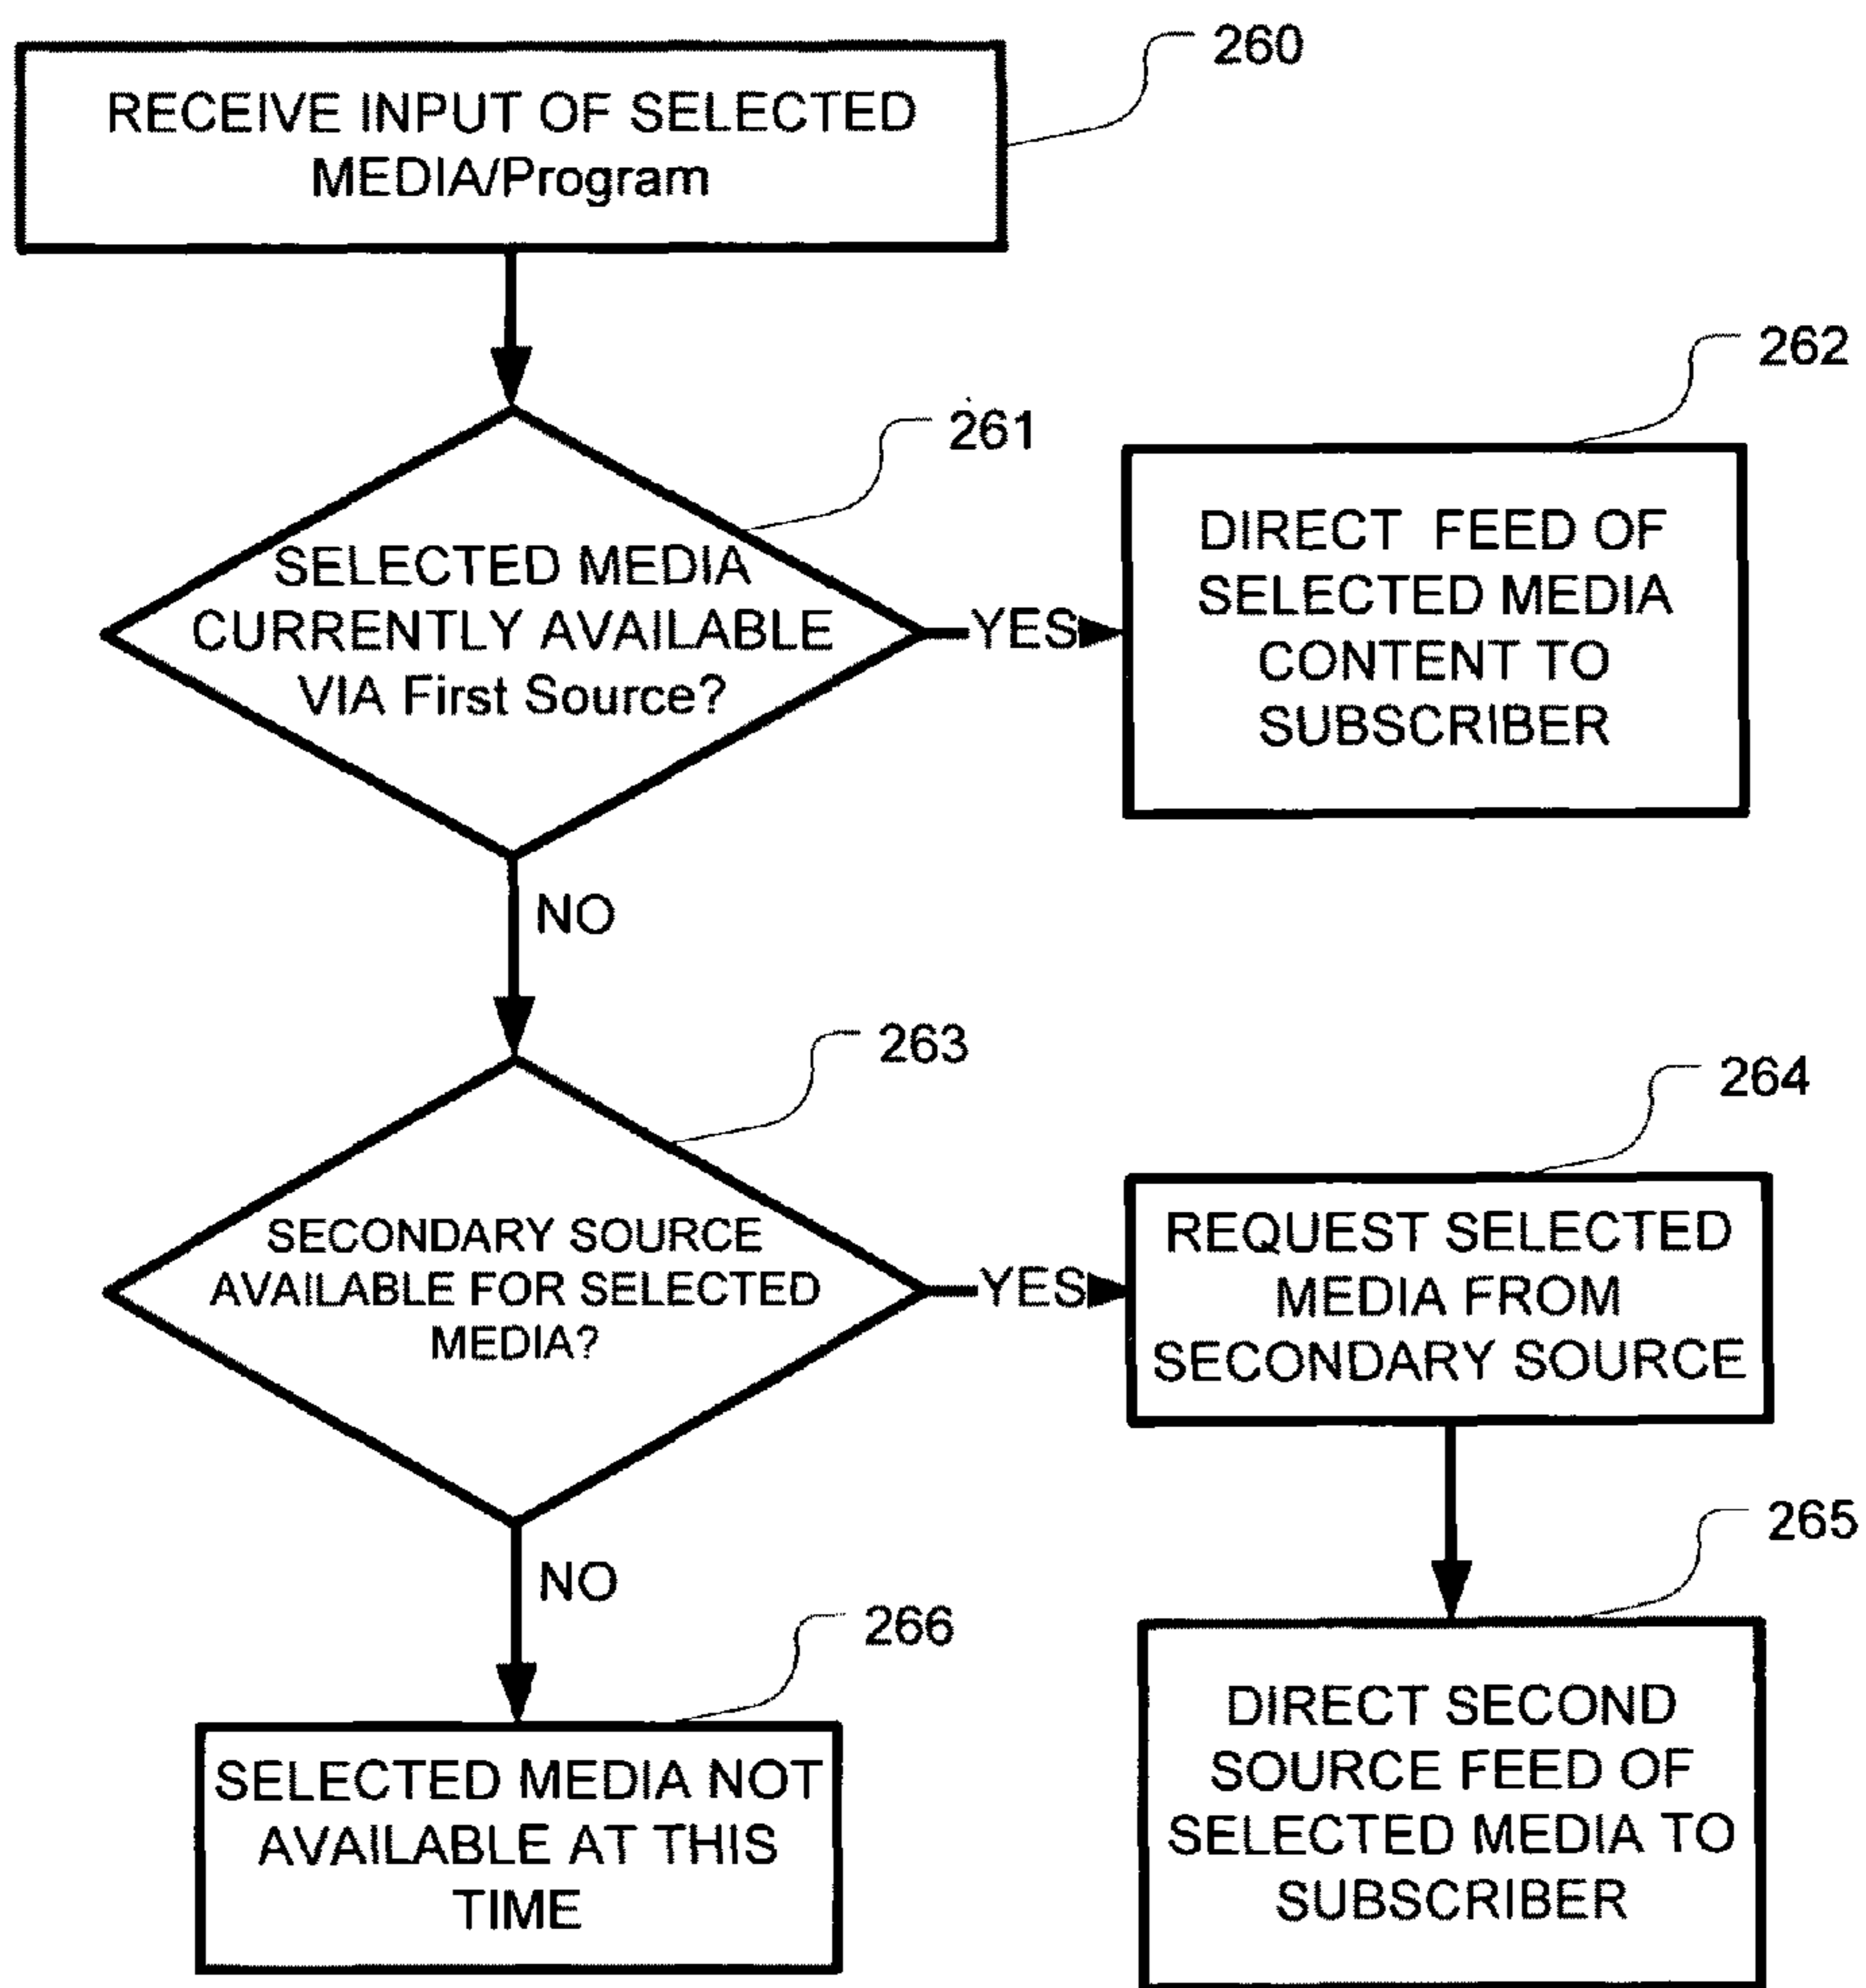 260
RECEIVE INPUT OF SELECTED
MEDIA/Program
261
SELECTED MEDIA
CURRENTLY AVAILABLE
VIA First Source?
YES
262
DIRECT FEED OF
SELECTED MEDIA
CONTENT TO
SUBSCRIBER
NO
263
SECONDARY SOURCE
AVAILABLE FOR SELECTED
MEDIA?
YES
264
REQUEST SELECTED
MEDIA FROM
SECONDARY SOURCE
265
DIRECT SECOND
SOURCE FEED OF
SELECTED MEDIA TO
SUBSCRIBER
NO
266
SELECTED MEDIA NOT
AVAILABLE AT THIS
TIME